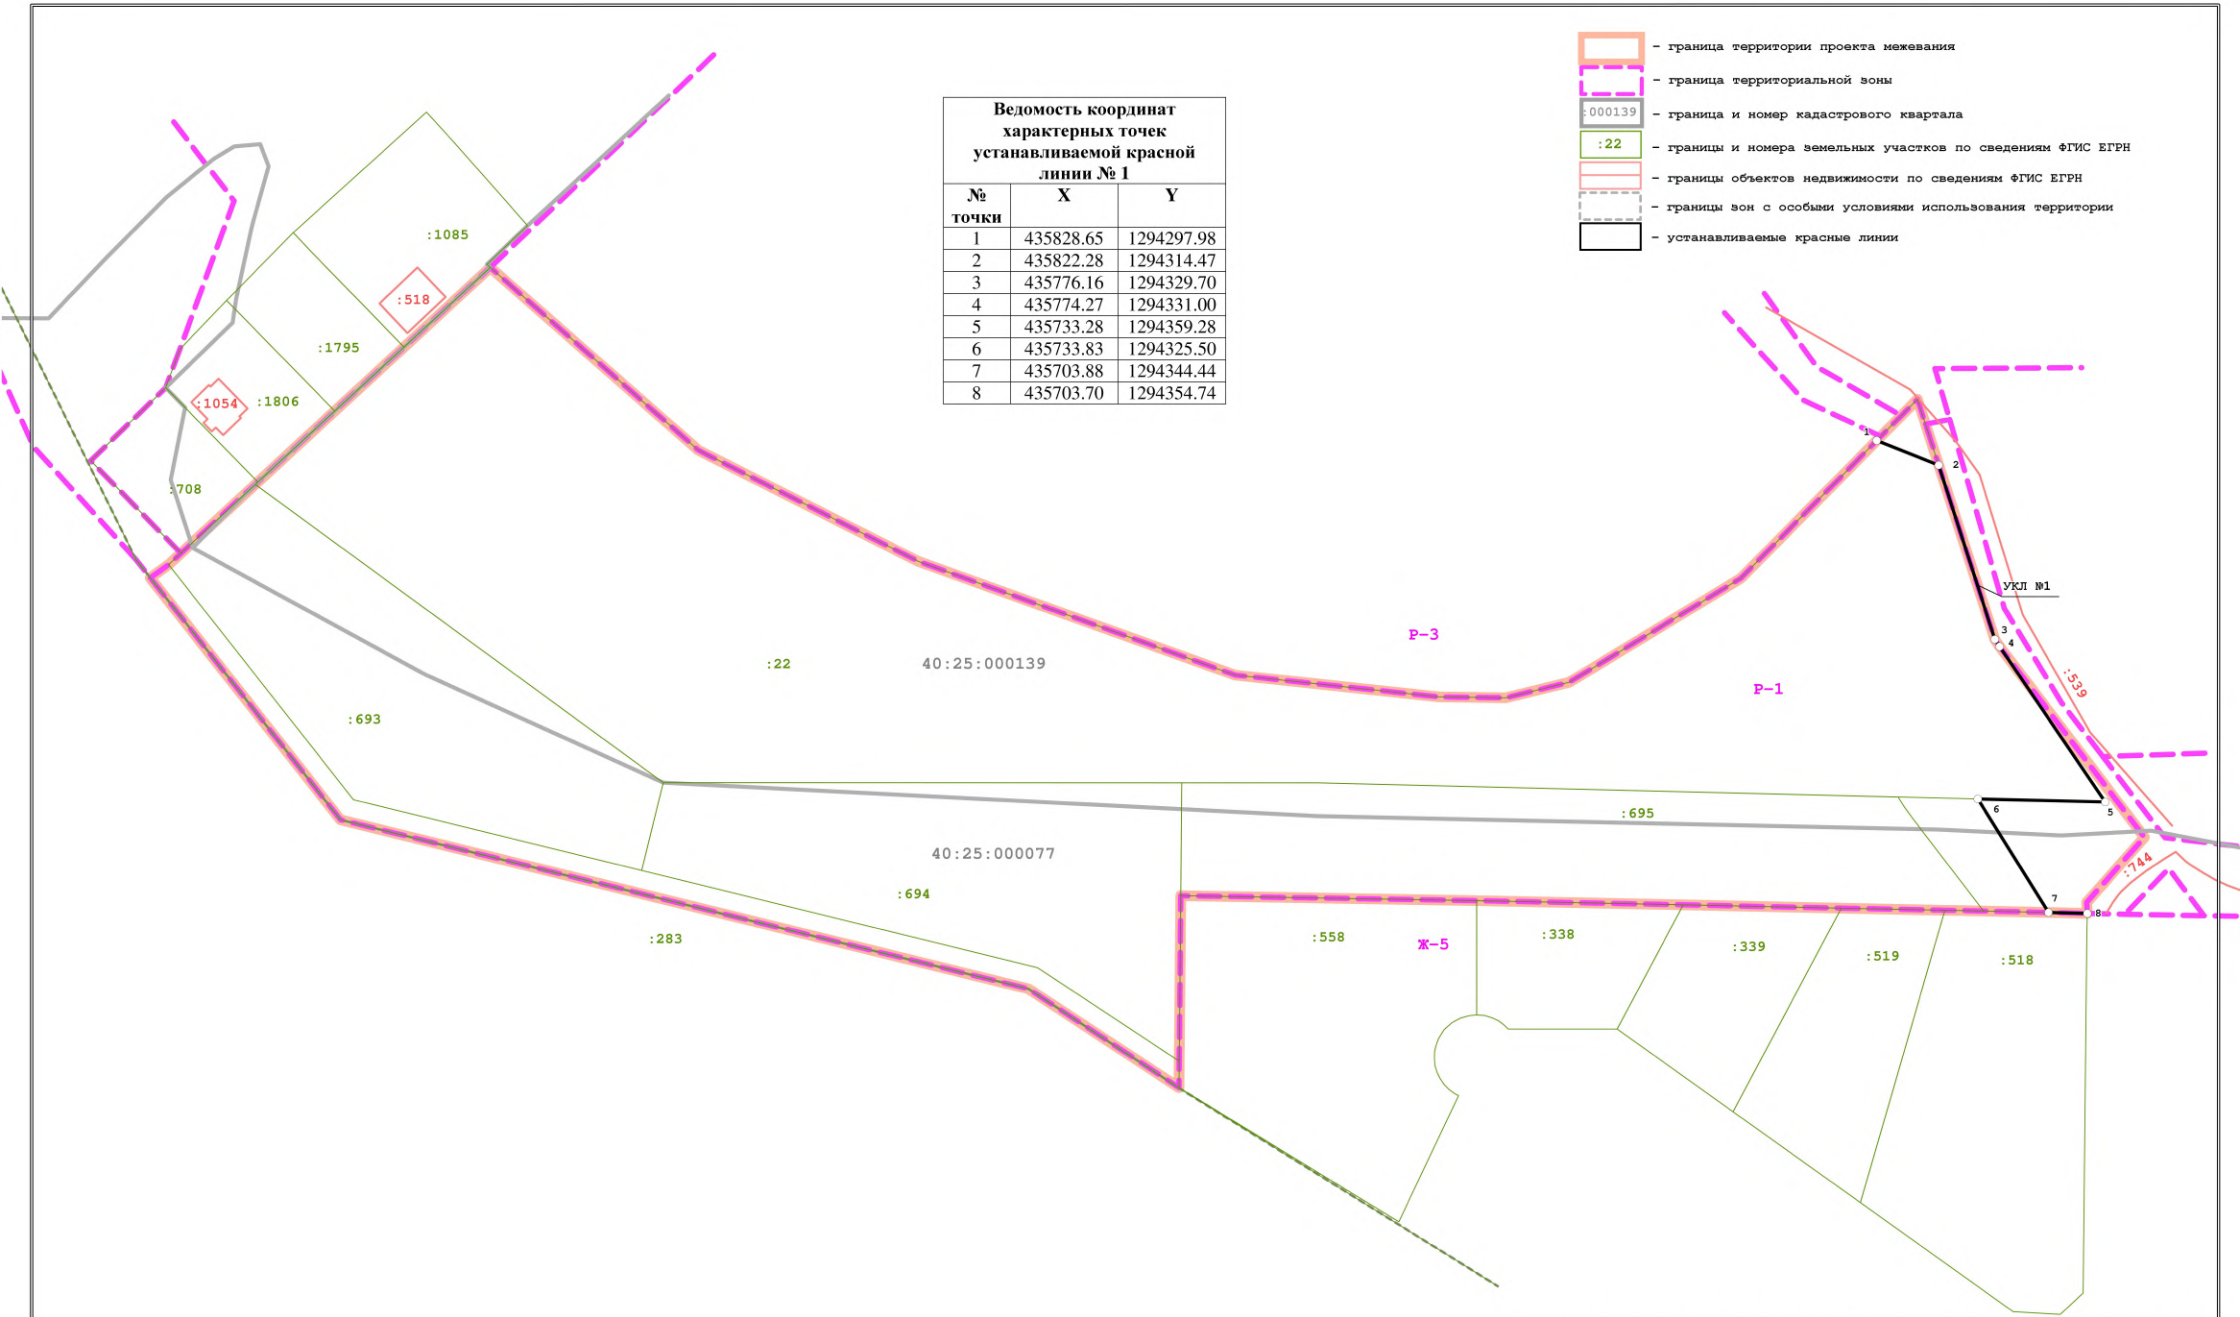 Ведомость координат
характерных точек
устанавливаемой красной
линии № 1
№ точки X Y
1 435828.65 1294297.98
2 435822.28 1294314.47
3 435776.16 1294329.70
4 435774.27 1294331.00
5 435733.28 1294359.28
6 435733.83 1294325.50
7 435703.88 1294344.44
8 435703.70 1294354.74
– граница территории проекта межевания
– граница территориальной зоны
:000139 – граница и номер кадастрового квартала
:22 – границы и номера земельных участков по сведениям ФГИС ЕГРН
– границы объектов недвижимости по сведениям ФГИС ЕГРН
– границы зон с особыми условиями использования территории
– устанавливаемые красные линии
:1085
:518
:1795
:1054
:1806
:708
1
2
УКЛ №1
3
4
Р-3
:22
40:25:000139
Р-1
:539
:693
6
5
:695
40:25:000077
:744
:694
7
8
:283
:558
Ж-5
:338
:339
:519
:518